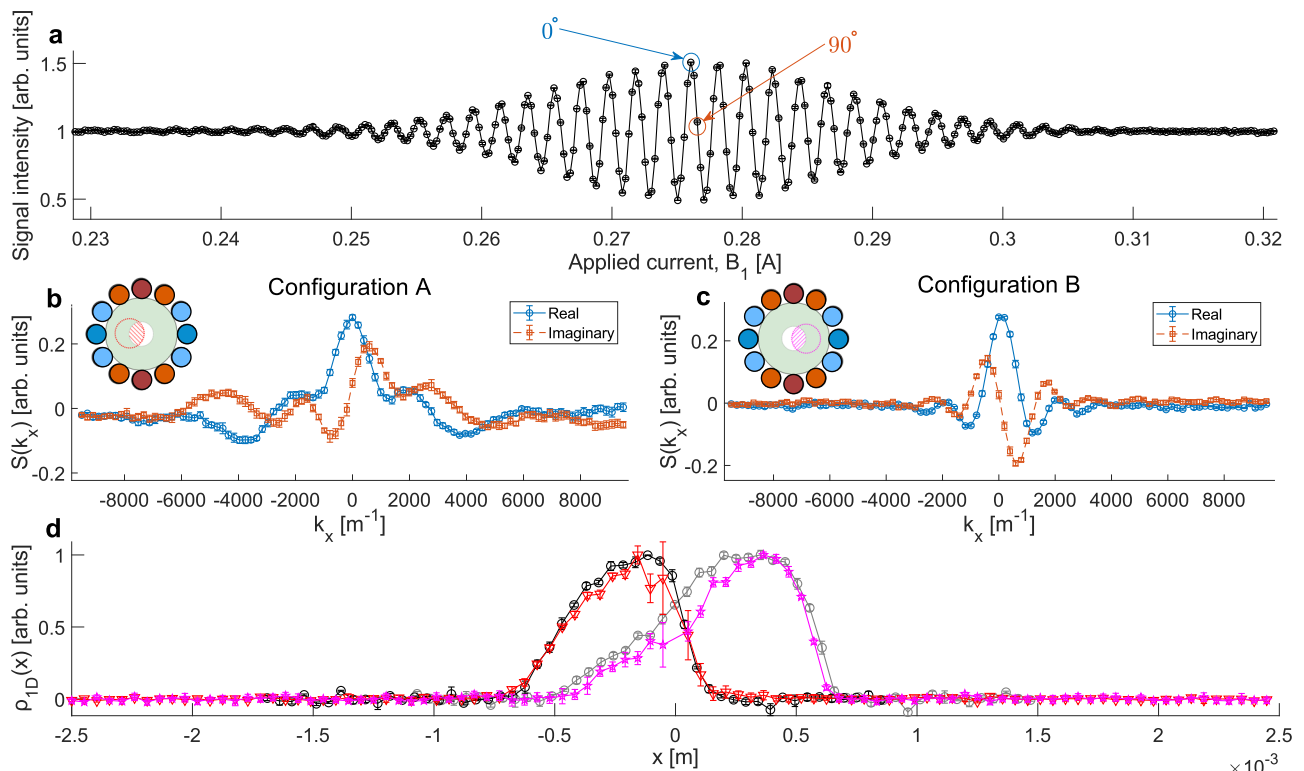 a
0°
90°
Signal intensity [arb. units]
1.5
1
0.5
0.23 0.24 0.25 0.26 0.27 0.28 0.29 0.3 0.31 0.32
Applied current, B1 [A]
b
Configuration A
Real
Imaginary
S(kx) [arb. units]
0.2
0
-0.2
-8000 -6000 -4000 -2000 0 2000 4000 6000 8000
kx [m-1]
c
Configuration B
Real
Imaginary
S(kx) [arb. units]
0.2
0
-0.2
-8000 -6000 -4000 -2000 0 2000 4000 6000 8000
kx [m-1]
d
ρ1D(x) [arb. units]
1
0.5
0
-2.5 -2 -1.5 -1 -0.5 0 0.5 1 1.5 2 2.5
x [m]
×10-3